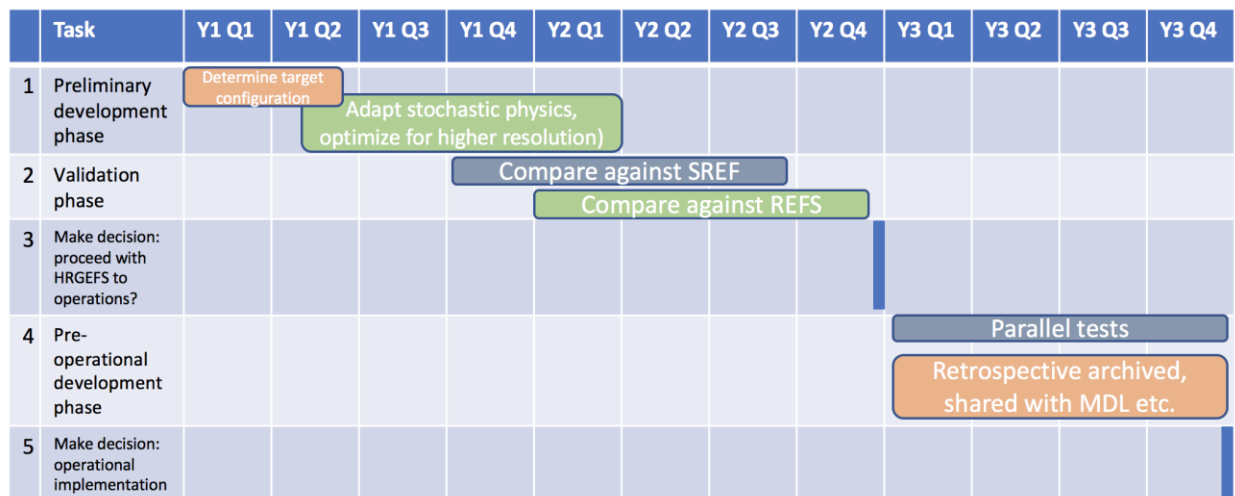 Task Y1 Q1 Y1 Q2 Y1 Q3 Y1 Q4 Y2 Q1 Y2 Q2 Y2 Q3 Y2 Q4 Y3 Q1 Y3 Q2 Y3 Q3 Y3 Q4
1
Preliminary
development
phase
Determine target
configuration
Adapt stochastic physics,
optimize for higher resolution)
2
Validation
phase
Compare against SREF
Compare against REFS
3
Make decision:
proceed with
HRGEFS to
operations?
4
Pre-
operational
development
phase
Parallel tests
Retrospective archived,
shared with MDL etc.
5
Make decision:
operational
implementation